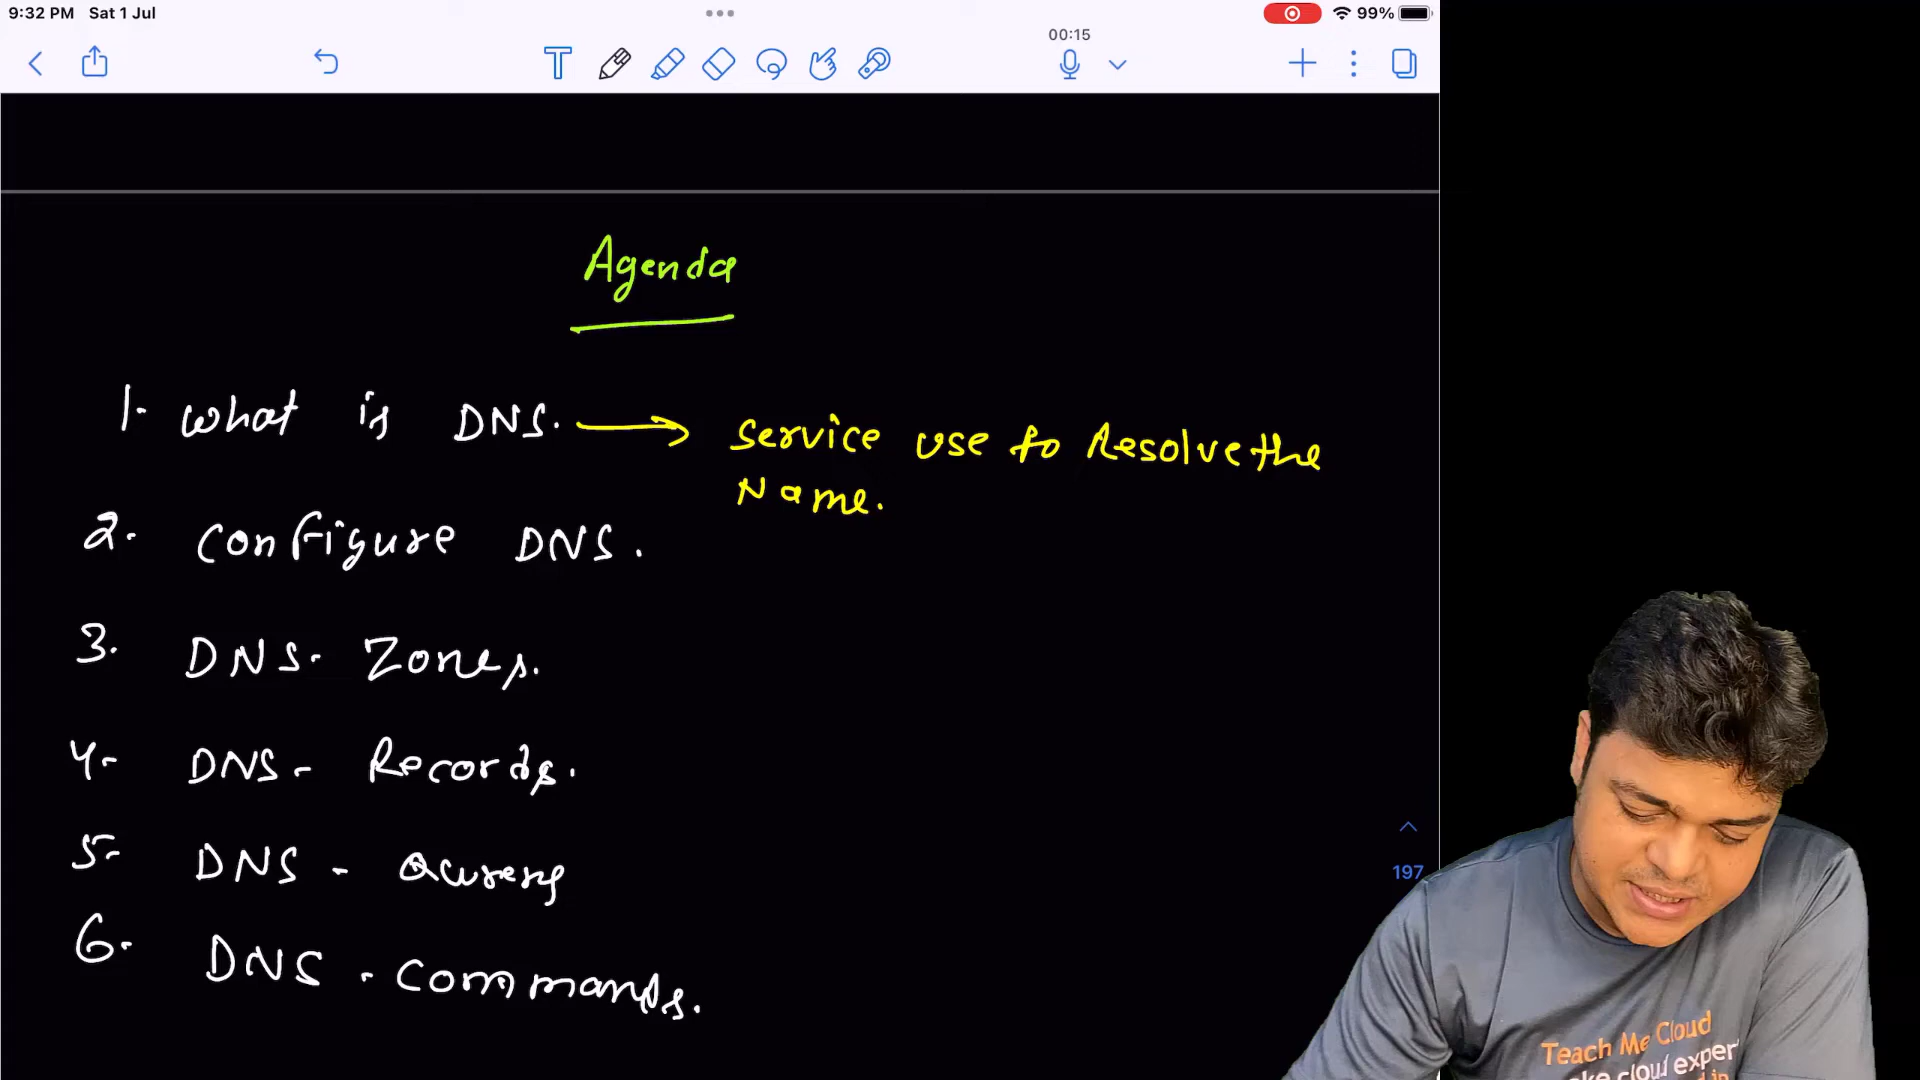 9:32 PM Sat 1 Jul
99%
00:15
Agenda
1- What is DNS. → Service use to Resolve the
Name.
2- Configure DNS.
3- DNS- Zones.
4- DNS- Records.
5- DNS -
6- DNS - Commands.
197
Teach Me Cloud
cloud exper